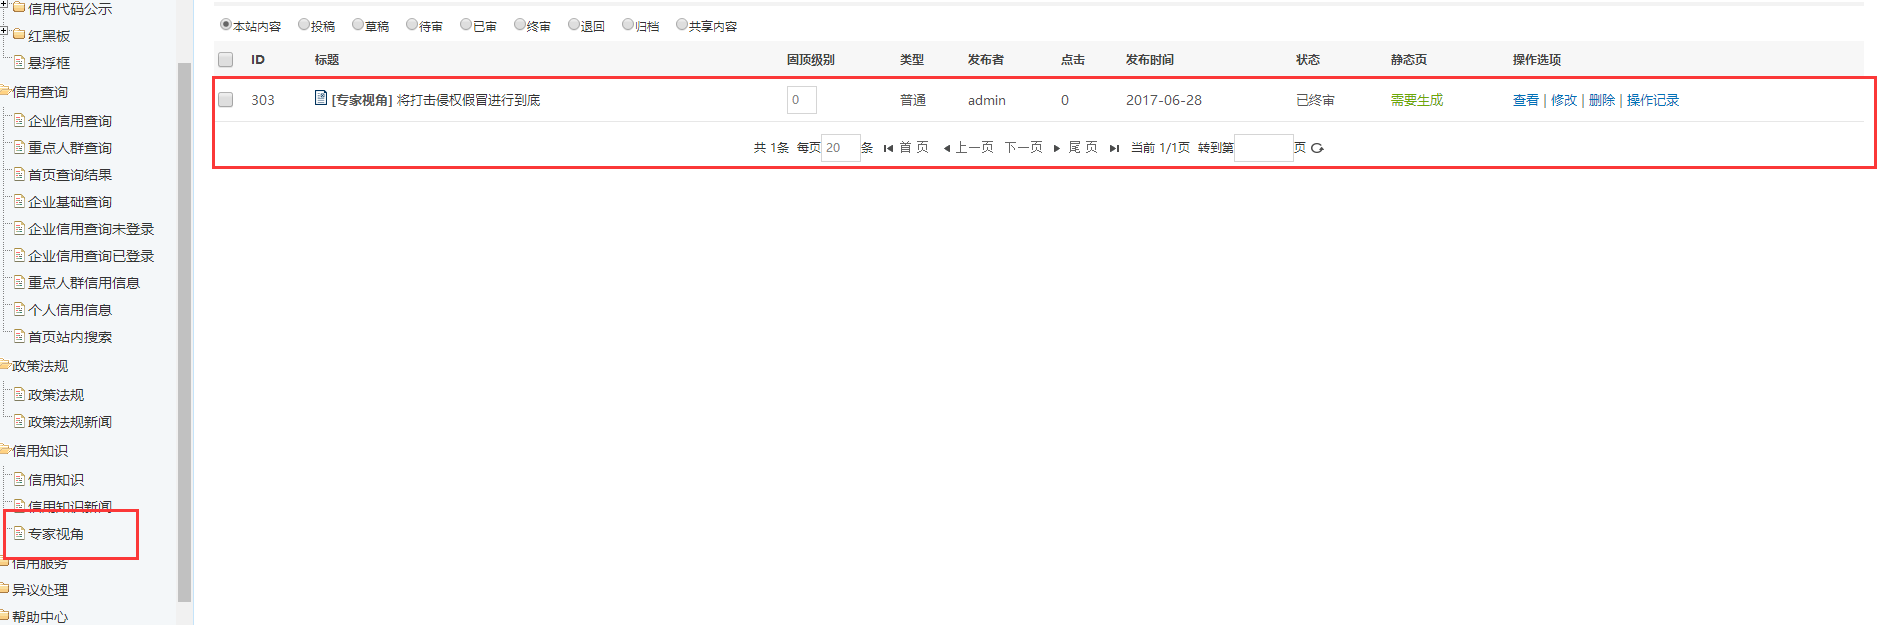 信用代码公示
红黑板
悬浮框
信用查询
企业信用查询
重点人群查询
首页查询结果
企业基础查询
企业信用查询未登录
企业信用查询已登录
重点人群信用信息
个人信用信息
首页站内搜索
政策法规
政策法规
政策法规新闻
信用知识
信用知识
信用知识新闻
专家视角
信用服务
异议处理
帮助中心
本站内容 投稿 草稿 待审 已审 终审 退回 归档 共享内容
ID 标题 固顶级别 类型 发布者 点击 发布时间 状态 静态页 操作选项
303 [专家视角] 将打击侵权假冒进行到底 0 普通 admin 0 2017-06-28 已终审 需要生成 查看 | 修改 | 删除 | 操作记录
共 1条 每页 20 条 首 页 上一页 下一页 尾 页 当前 1/1页 转到第 页